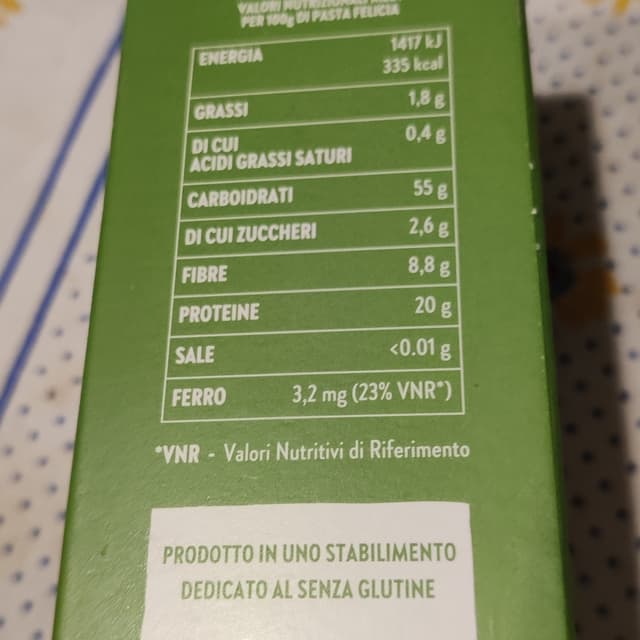 VALORI NUTRIZIONALI
PER 100g DI PASTA FELICIA
ENERGIA 1417 kJ
335 kcal
GRASSI 1,8 g
DI CUI 0,4 g
ACIDI GRASSI SATURI
CARBOIDRATI 55 g
DI CUI ZUCCHERI 2,6 g
FIBRE 8,8 g
PROTEINE 20 g
SALE <0.01 g
FERRO 3,2 mg (23% VNR*)
*VNR - Valori Nutritivi di Riferimento
PRODOTTO IN UNO STABILIMENTO
DEDICATO AL SENZA GLUTINE